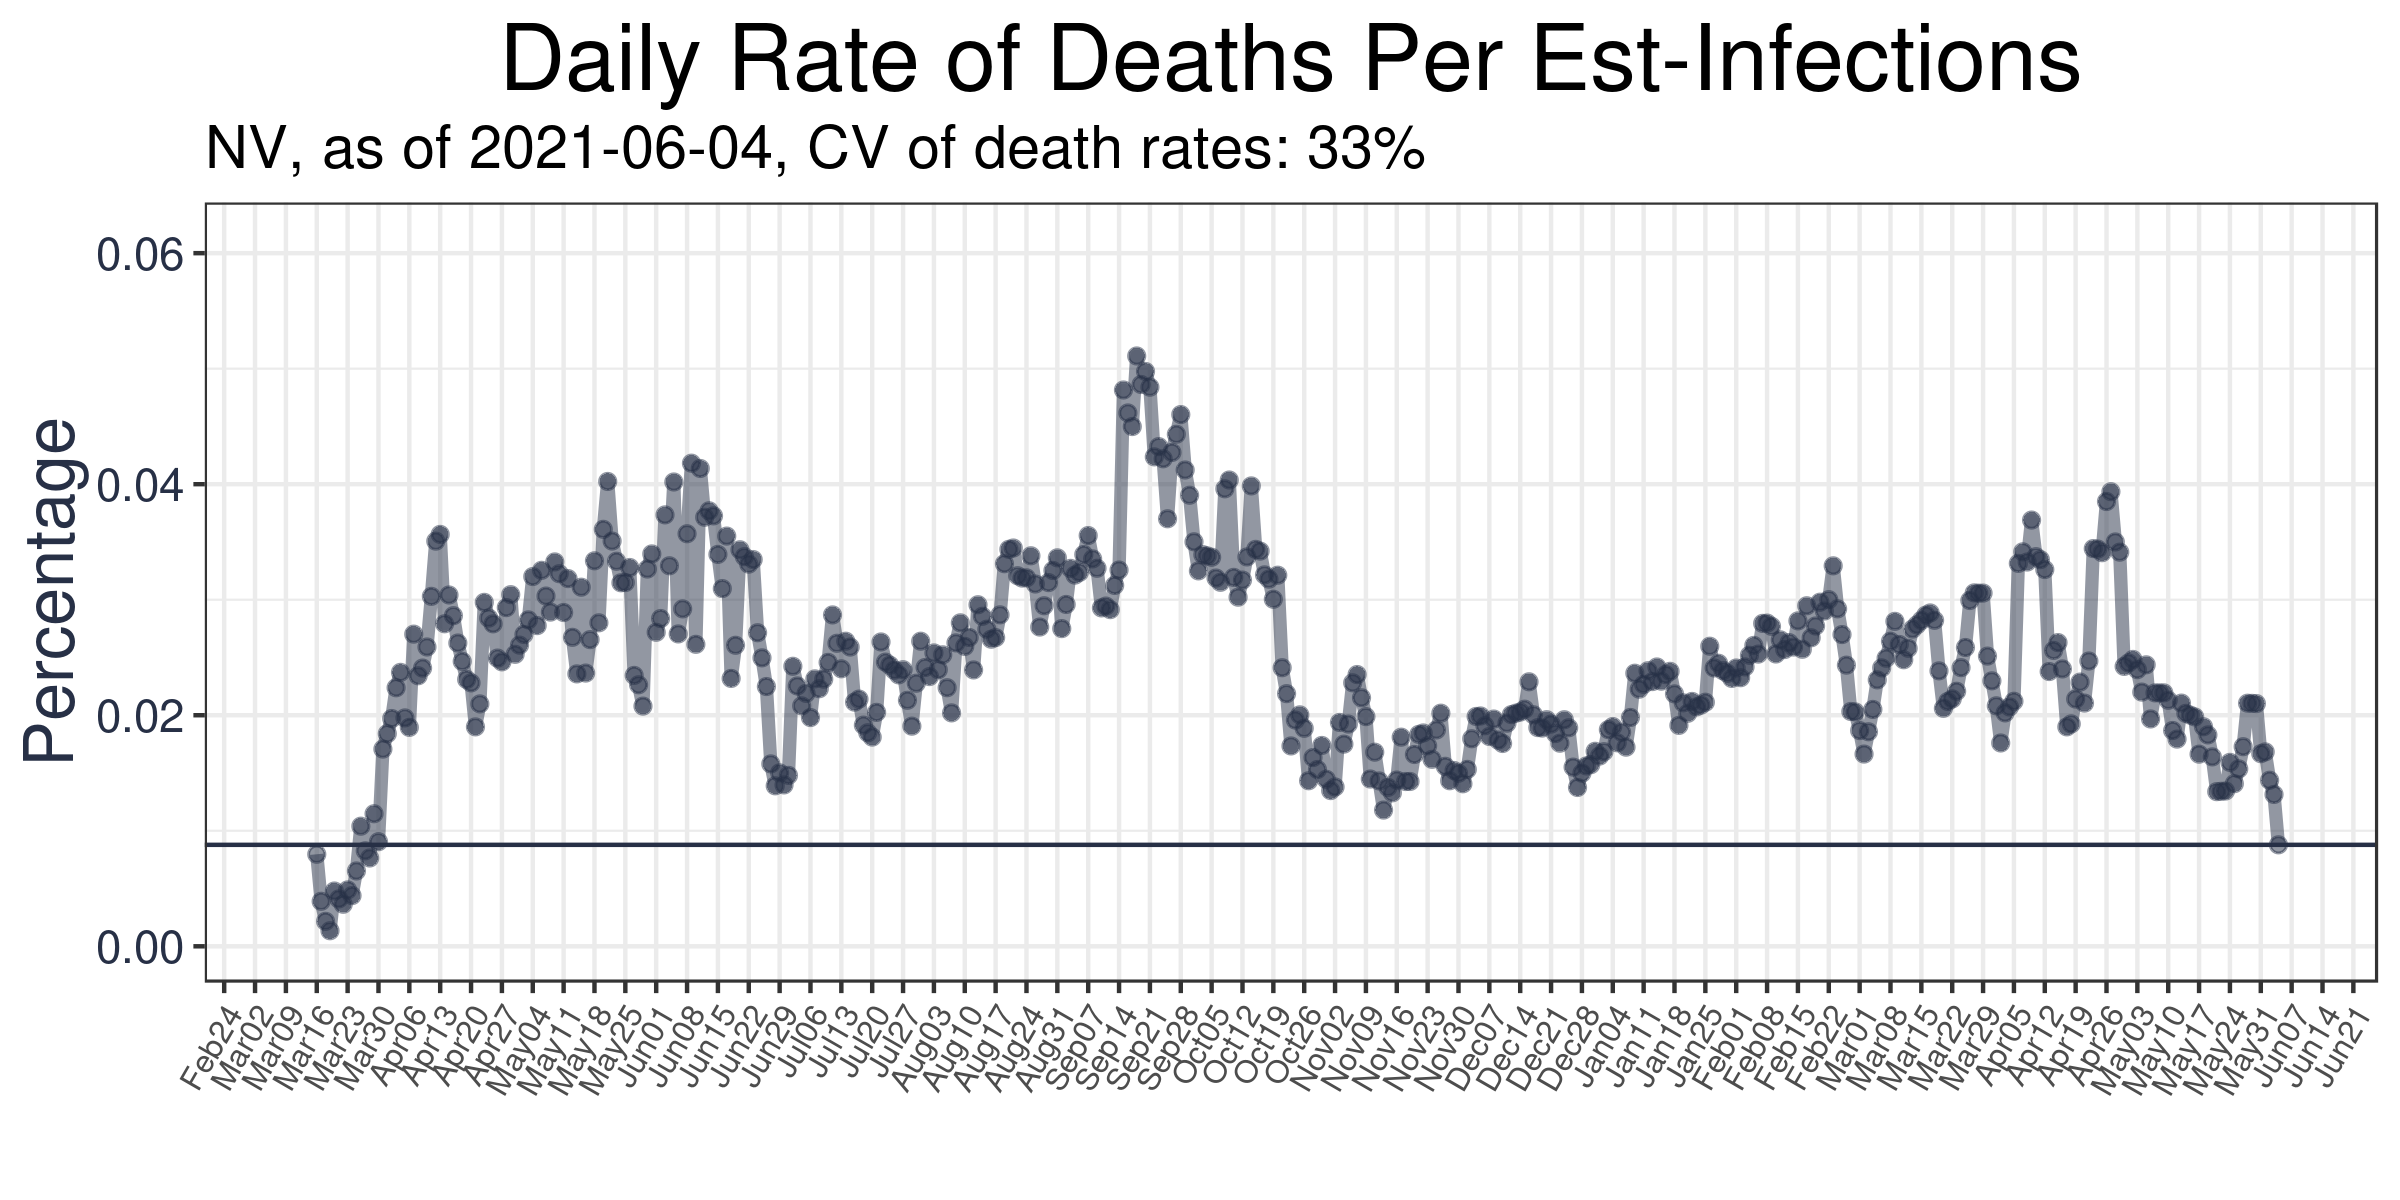 Daily Rate of Deaths Per Est-Infections
NV, as of 2021-06-04, CV of death rates: 33%
Percentage
0.06
0.04
0.02
0.00
Feb24
Mar02
Mar09
Mar16
Mar23
Mar30
Apr06
Apr13
Apr20
Apr27
May04
May11
May18
May25
Jun01
Jun08
Jun15
Jun22
Jun29
Jul06
Jul13
Jul20
Jul27
Aug03
Aug10
Aug17
Aug24
Aug31
Sep07
Sep14
Sep21
Sep28
Oct05
Oct12
Oct19
Oct26
Nov02
Nov09
Nov16
Nov23
Nov30
Dec07
Dec14
Dec21
Dec28
Jan04
Jan11
Jan18
Jan25
Feb01
Feb08
Feb15
Feb22
Mar01
Mar08
Mar15
Mar22
Mar29
Apr05
Apr12
Apr19
Apr26
May03
May10
May17
May24
May31
Jun07
Jun14
Jun21